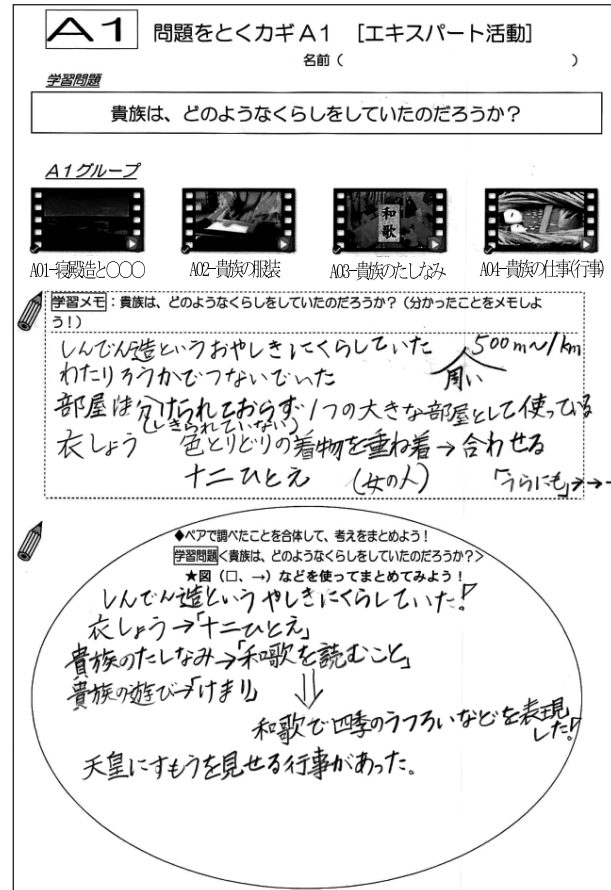 A1 問題をとくカギA1 [エキスパート活動]
名前( )
学習問題
貴族は、どのようなくらしをしていたのだろうか?
A1グループ
和歌
A01-寝殿造と〇〇〇 A02-貴族の服装 A03-貴族のたしなみ A04-貴族の仕事(行事)
学習メモ:貴族は、どのようなくらしをしていたのだろうか?(分かったことをメモしよ
う!)
しんでん造というおやしきにくらしていた 500m~1km
わたりろうかでつないでいた 周い
部屋は分けられておらず1つの大きな部屋として使っている
(しきられていない)
衣しょう 色とりどりの着物を重ね着→合わせる
十二ひとえ (女の人) 「うらにも」→→-
◆ペアで調べたことを合体して、考えをまとめよう!
学習問題<貴族は、どのようなくらしをしていたのだろうか?>
★図(□、→)などを使ってまとめてみよう!
しんでん造というやしきにくらしていた!
衣しょう→「十二ひとえ」
貴族のたしなみ→「和歌を読むこと」
貴族の遊び→「けまり」
⇓
和歌で四季のうつろいなどを表現
した!
天皇にすもうを見せる行事があった。